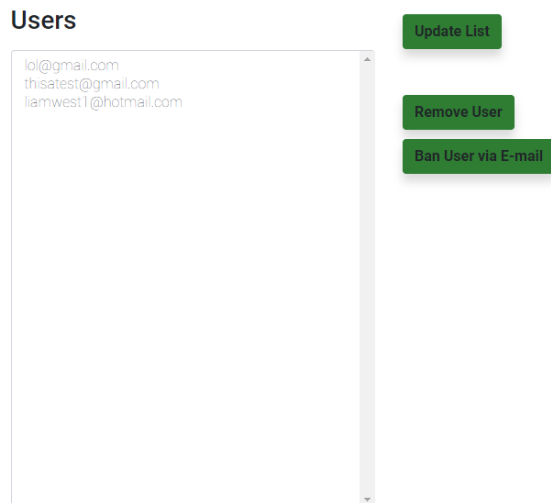 Users
lol@gmail.com
thisatest@gmail.com
liamwest1@hotmail.com
Update List
Remove User
Ban User via E-mail